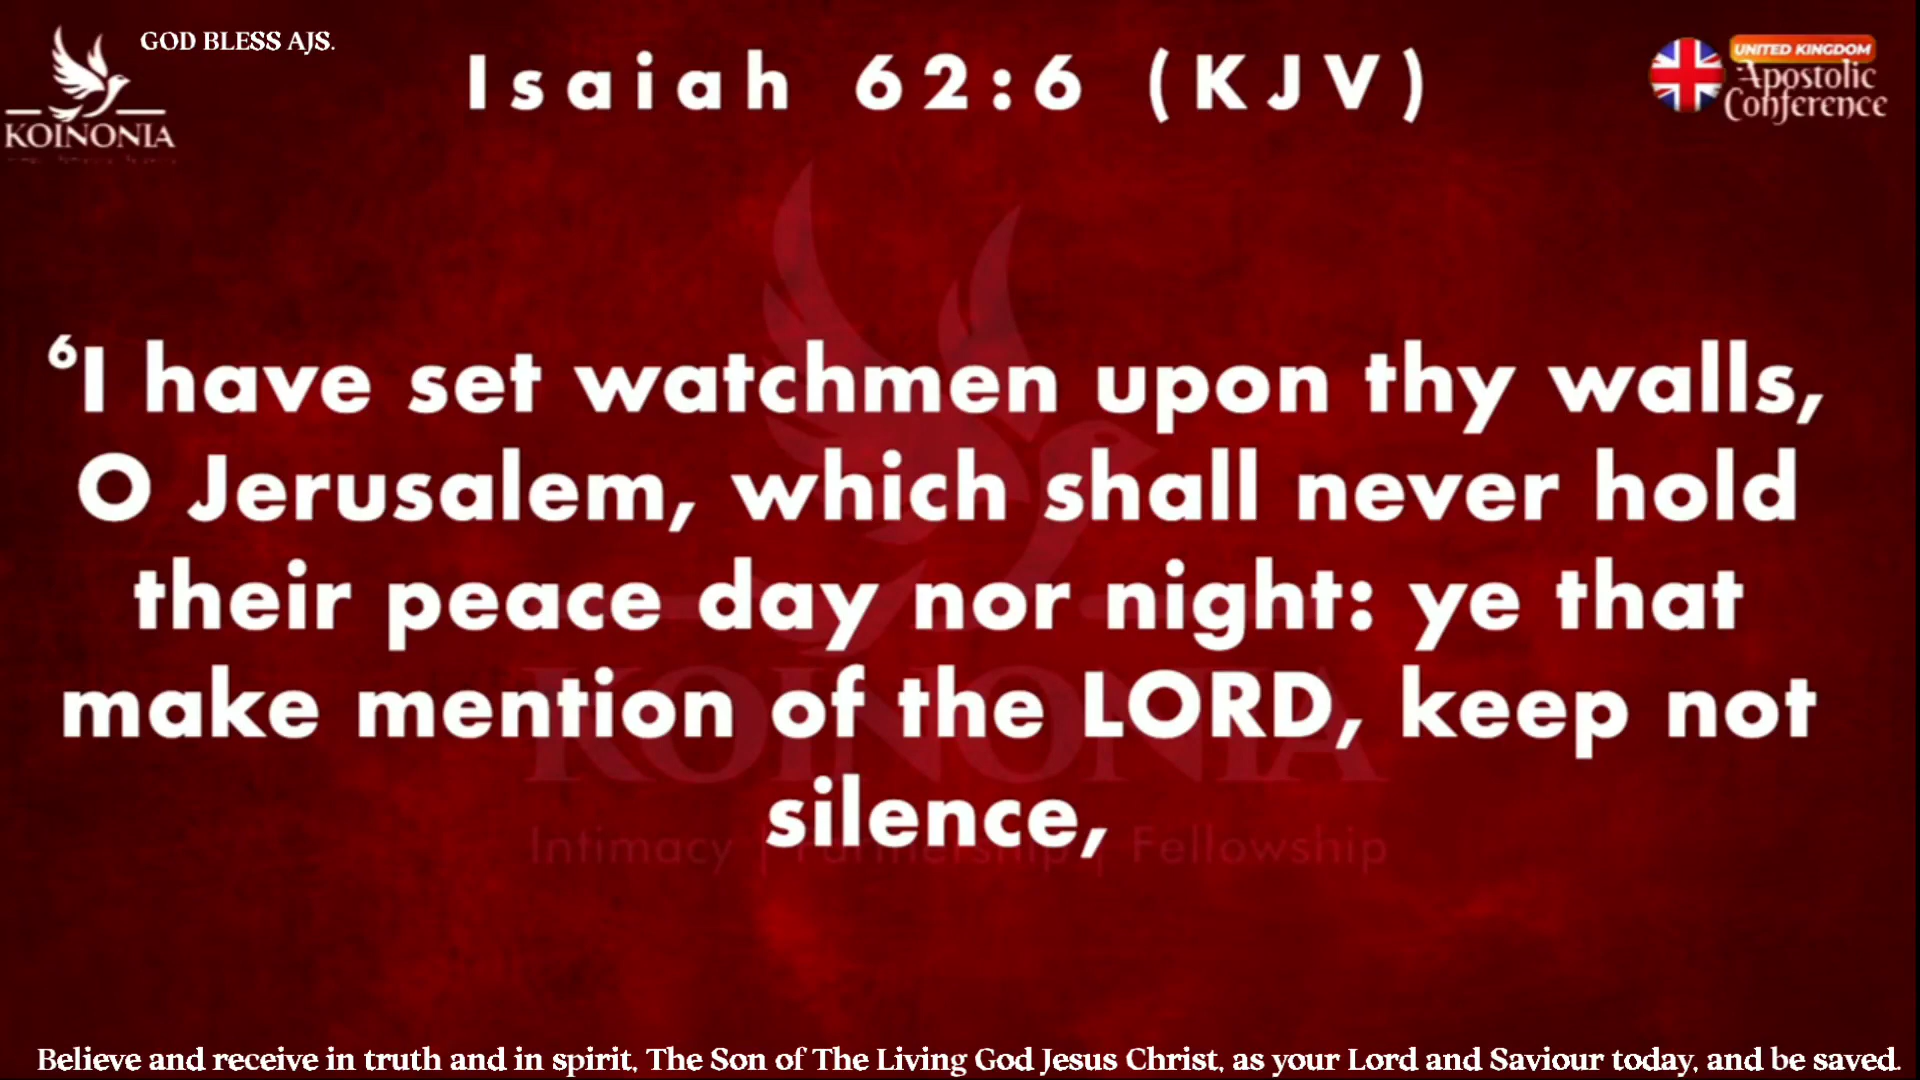 GOD BLESS AJS.
KOINONIA
Isaiah 62:6 (KJV)
UNITED KINGDOM
Apostolic
Conference
6I have set watchmen upon thy walls,
O Jerusalem, which shall never hold
their peace day nor night: ye that
make mention of the LORD, keep not
silence,
KOINONIA
Intimacy | Partnership | Fellowship
Believe and receive in truth and in spirit, The Son of The Living God Jesus Christ, as your Lord and Saviour today, and be saved.